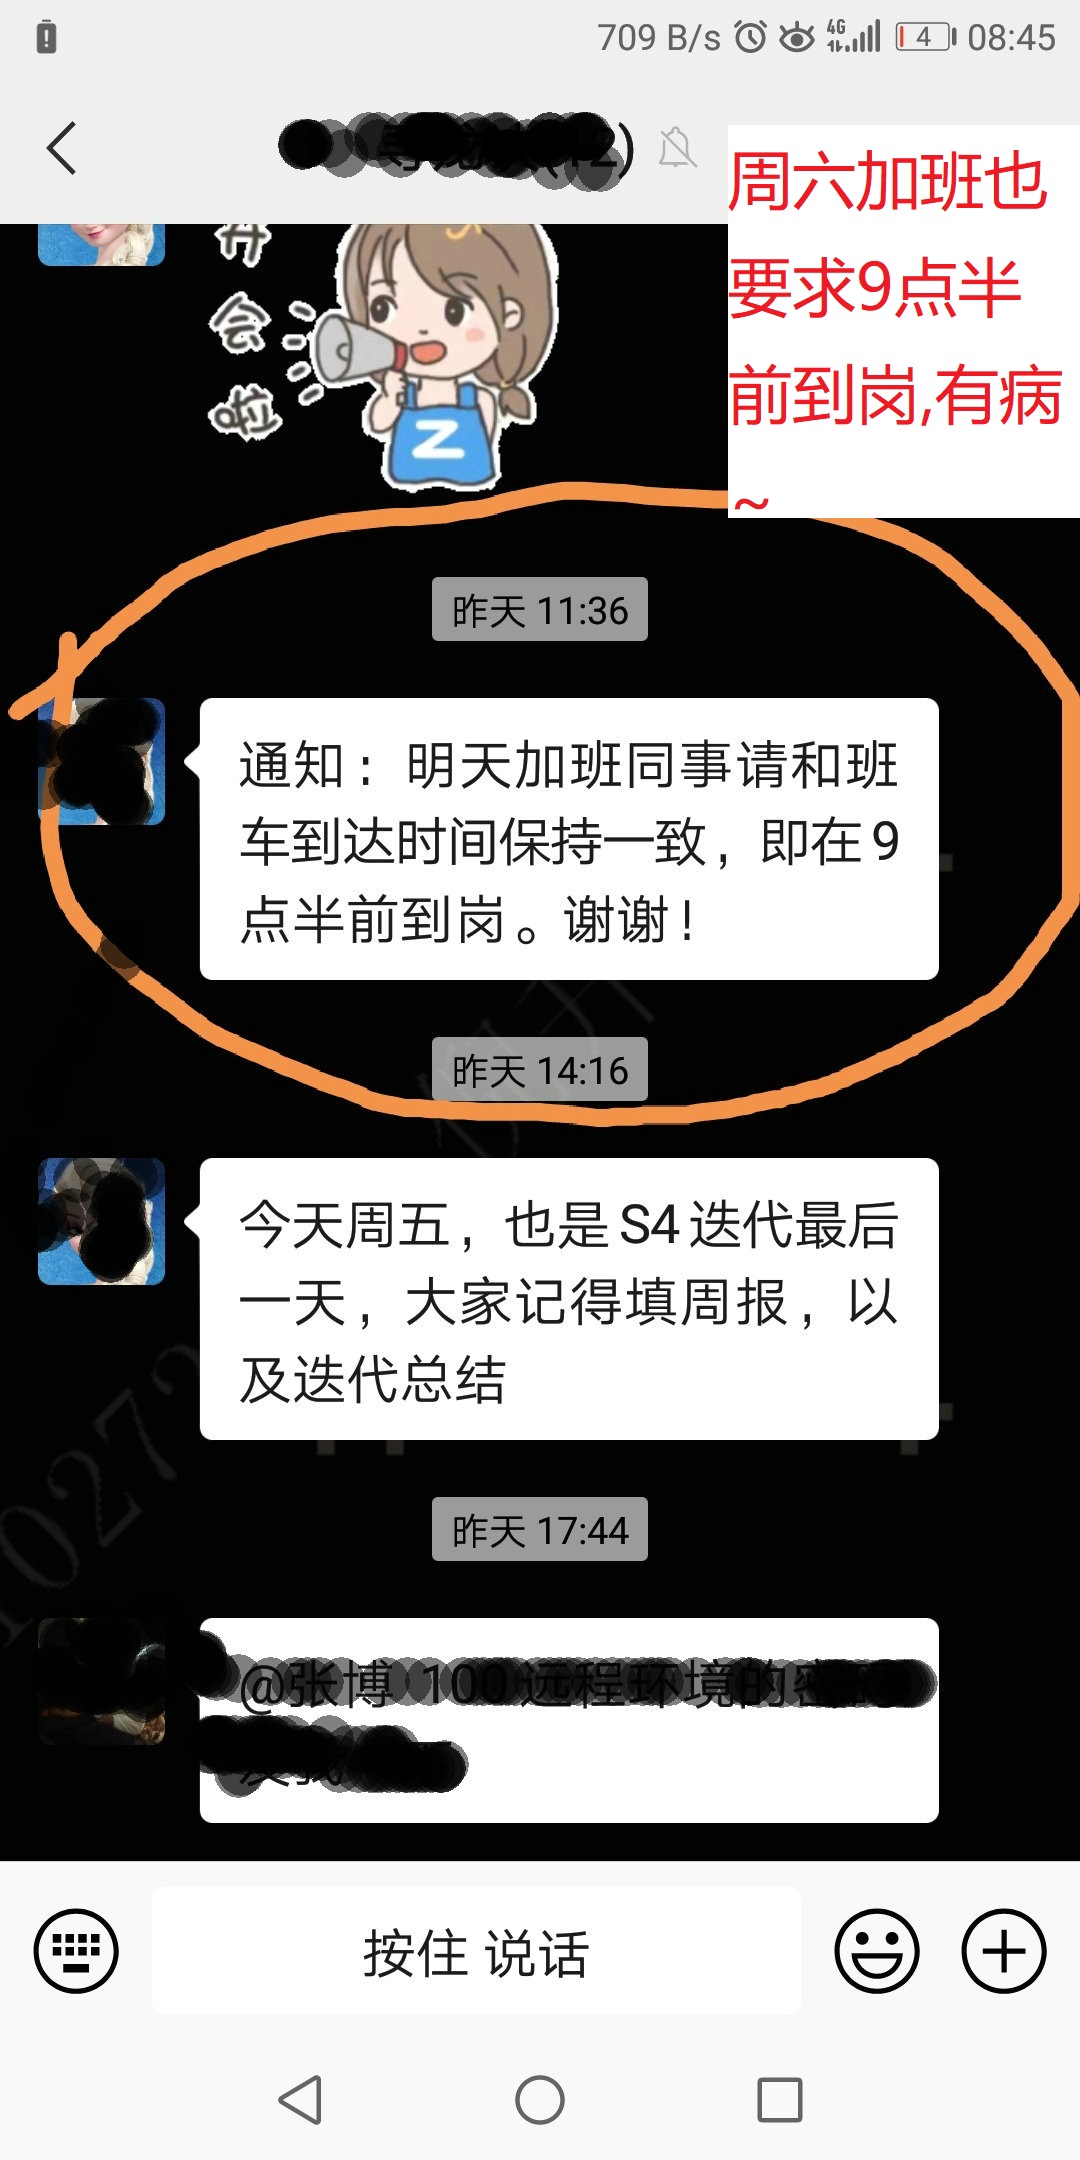 709 B/s 4G 4 08:45
周六加班也
要求9点半
前到岗,有病
~
开
会
啦
Z
昨天 11:36
通知：明天加班同事请和班
车到达时间保持一致，即在9
点半前到岗。谢谢！
昨天 14:16
今天周五，也是S4迭代最后
一天，大家记得填周报，以
及迭代总结
昨天 17:44
@张博 100远程环境的密码
发我
按住 说话